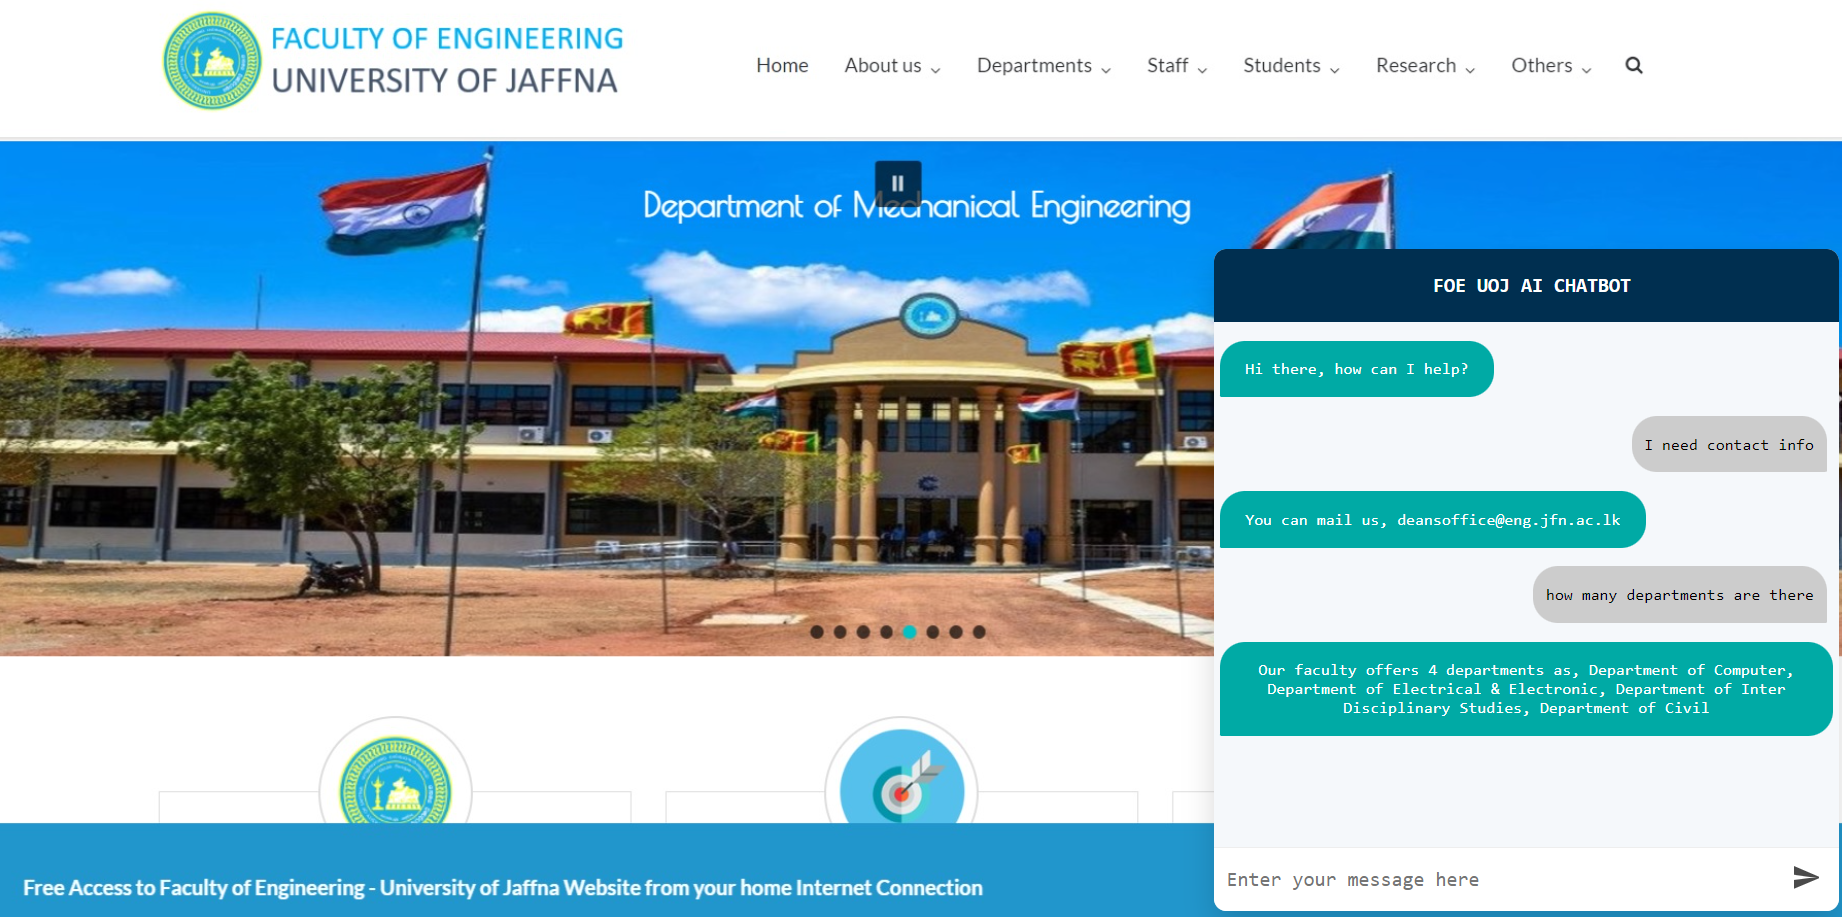 FACULTY OF ENGINEERING
UNIVERSITY OF JAFFNA
Home
About us
Departments
Staff
Students
Research
Others
Department of Mechanical Engineering
FOE UOJ AI CHATBOT
Hi there, how can I help?
I need contact info
You can mail us, deansoffice@eng.jfn.ac.lk
how many departments are there
Our faculty offers 4 departments as, Department of Computer,
Department of Electrical & Electronic, Department of Inter
Disciplinary Studies, Department of Civil
Enter your message here
Free Access to Faculty of Engineering - University of Jaffna Website from your home Internet Connection